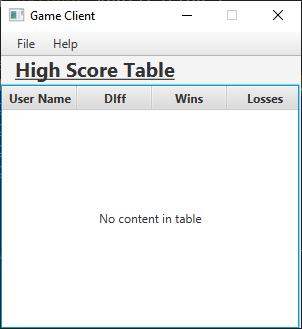 Game Client
File Help
High Score Table
User Name DIff Wins Losses
No content in table